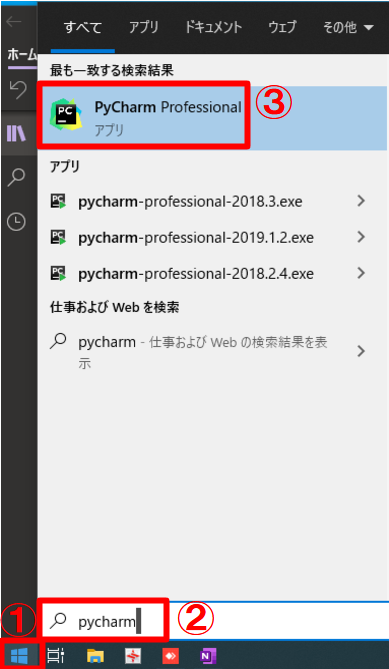 すべて アプリ ドキュメント ウェブ その他
ホーム
最も一致する検索結果
PC
PyCharm Professional
アプリ
③
アプリ
PC pycharm-professional-2018.3.exe
PC pycharm-professional-2019.1.2.exe
PC pycharm-professional-2018.2.4.exe
仕事および Web を検索
pycharm - 仕事および Web の検索結果を表
示
① pycharm ②
N